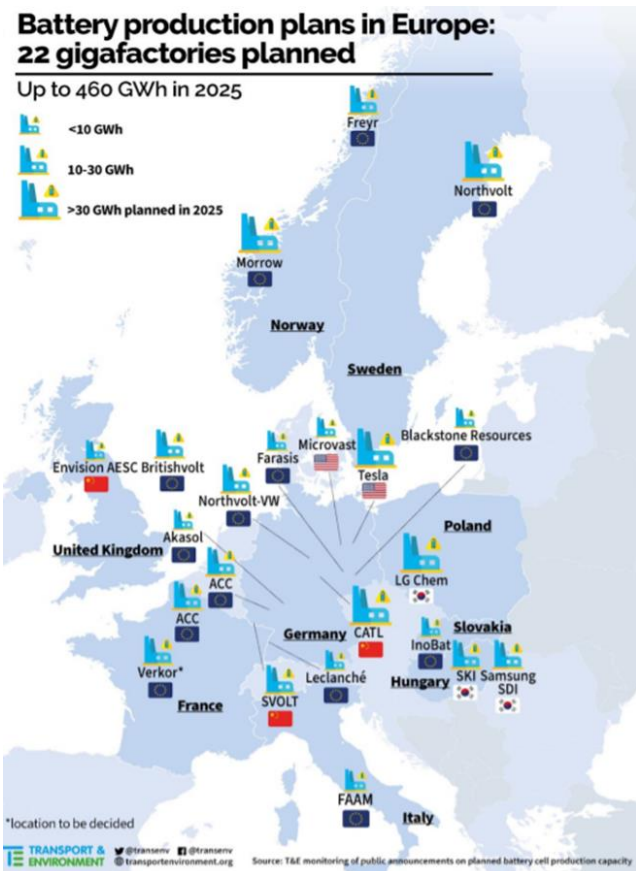 Battery production plans in Europe:
22 gigafactories planned
Up to 460 GWh in 2025
<10 GWh
10-30 GWh
>30 GWh planned in 2025
Freyr
Northvolt
Morrow
Norway
Sweden
Blackstone Resources
Microvast
Farasis
Tesla
Envision AESC
Britishvolt
Northvolt-VW
Akasol
United Kingdom
Poland
ACC
LG Chem
ACC
Germany
CATL
Slovakia
InoBat
Verkor*
Leclanché
Hungary
SKI
Samsung
SDI
SVOLT
France
FAAM
Italy
*location to be decided
TRANSPORT &
ENVIRONMENT
@transenv
@transenv
transportenvironment.org
Source: T&E monitoring of public announcements on planned battery cell production capacity